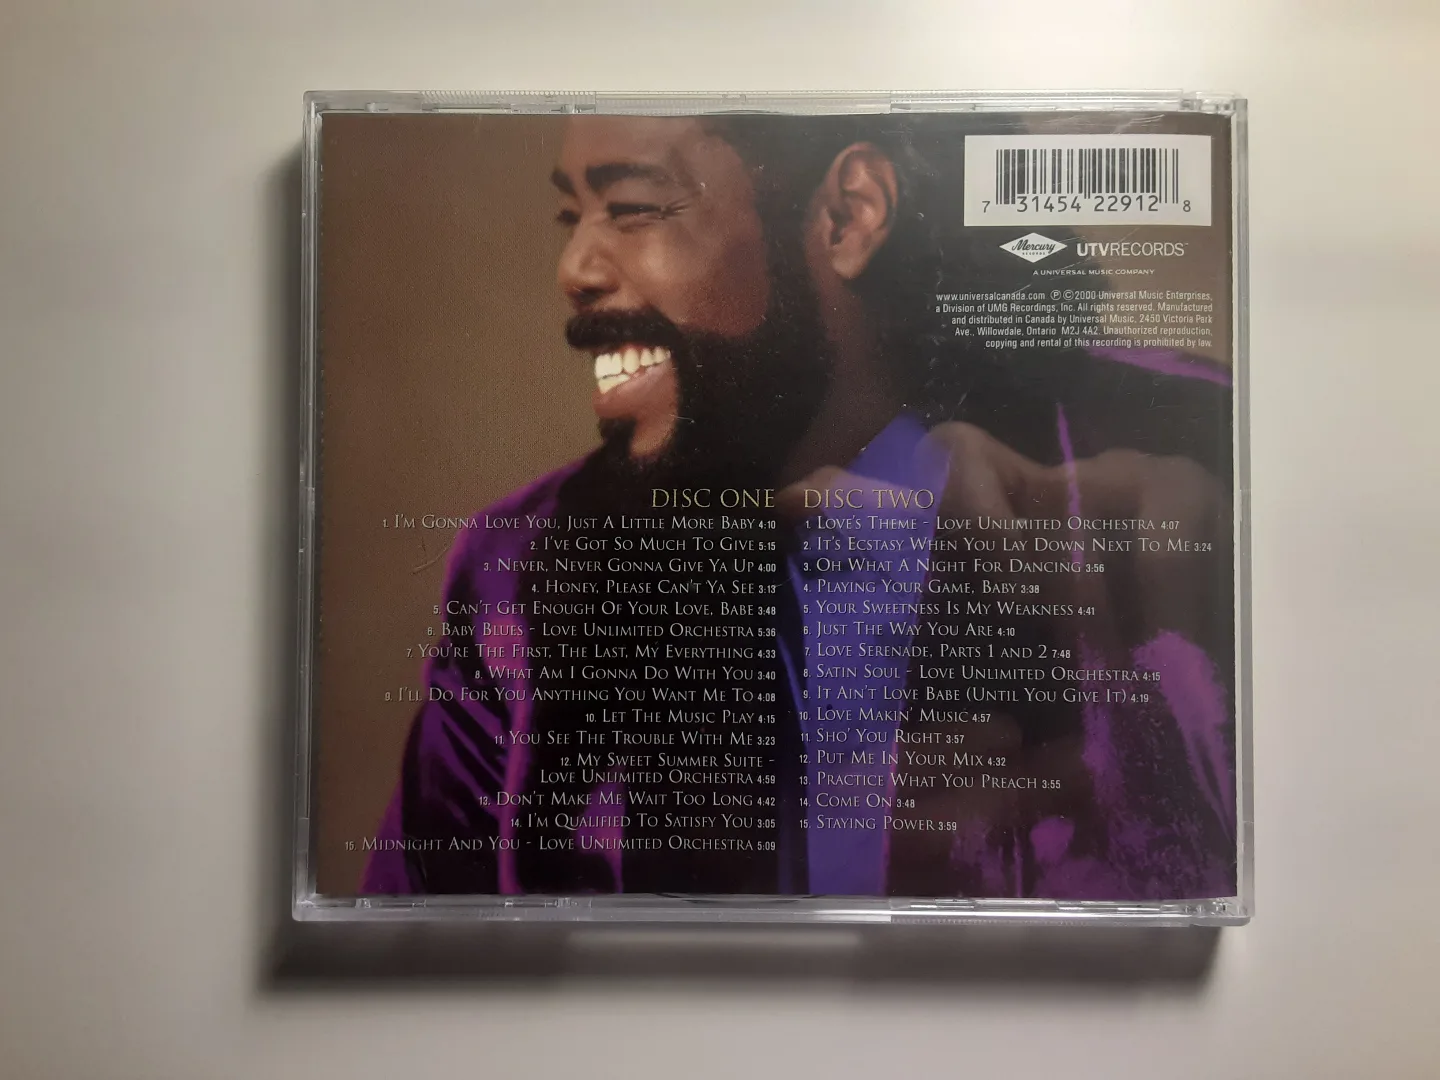 7 31454 22912 8
Mercury
RECORDS
UTVRECORDS™
A UNIVERSAL MUSIC COMPANY
www.universalcanada.com ℗©2000 Universal Music Enterprises,
a Division of UMG Recordings, Inc. All rights reserved. Manufactured
and distributed in Canada by Universal Music, 2450 Victoria Park
Ave., Willowdale, Ontario M2J 4A2. Unauthorized reproduction,
copying and rental of this recording is prohibited by law.
DISC ONE
1. I'M GONNA LOVE YOU, JUST A LITTLE MORE BABY 4:10
2. I'VE GOT SO MUCH TO GIVE 5:15
3. NEVER, NEVER GONNA GIVE YA UP 4:00
4. HONEY, PLEASE CAN'T YA SEE 3:13
5. CAN'T GET ENOUGH OF YOUR LOVE, BABE 3:48
6. BABY BLUES - LOVE UNLIMITED ORCHESTRA 5:36
7. YOU'RE THE FIRST, THE LAST, MY EVERYTHING 4:33
8. WHAT AM I GONNA DO WITH YOU 3:40
9. I'LL DO FOR YOU ANYTHING YOU WANT ME TO 4:08
10. LET THE MUSIC PLAY 4:15
11. YOU SEE THE TROUBLE WITH ME 3:23
12. MY SWEET SUMMER SUITE -
LOVE UNLIMITED ORCHESTRA 4:59
13. DON'T MAKE ME WAIT TOO LONG 4:42
14. I'M QUALIFIED TO SATISFY YOU 3:05
15. MIDNIGHT AND YOU - LOVE UNLIMITED ORCHESTRA 5:09
DISC TWO
1. LOVE'S THEME - LOVE UNLIMITED ORCHESTRA 4:07
2. IT'S ECSTASY WHEN YOU LAY DOWN NEXT TO ME 3:24
3. OH WHAT A NIGHT FOR DANCING 3:56
4. PLAYING YOUR GAME, BABY 3:38
5. YOUR SWEETNESS IS MY WEAKNESS 4:41
6. JUST THE WAY YOU ARE 4:10
7. LOVE SERENADE, PARTS 1 AND 2 7:48
8. SATIN SOUL - LOVE UNLIMITED ORCHESTRA 4:15
9. IT AIN'T LOVE BABE (UNTIL YOU GIVE IT) 4:19
10. LOVE MAKIN' MUSIC 4:57
11. SHO' YOU RIGHT 3:57
12. PUT ME IN YOUR MIX 4:32
13. PRACTICE WHAT YOU PREACH 3:55
14. COME ON 3:48
15. STAYING POWER 3:59